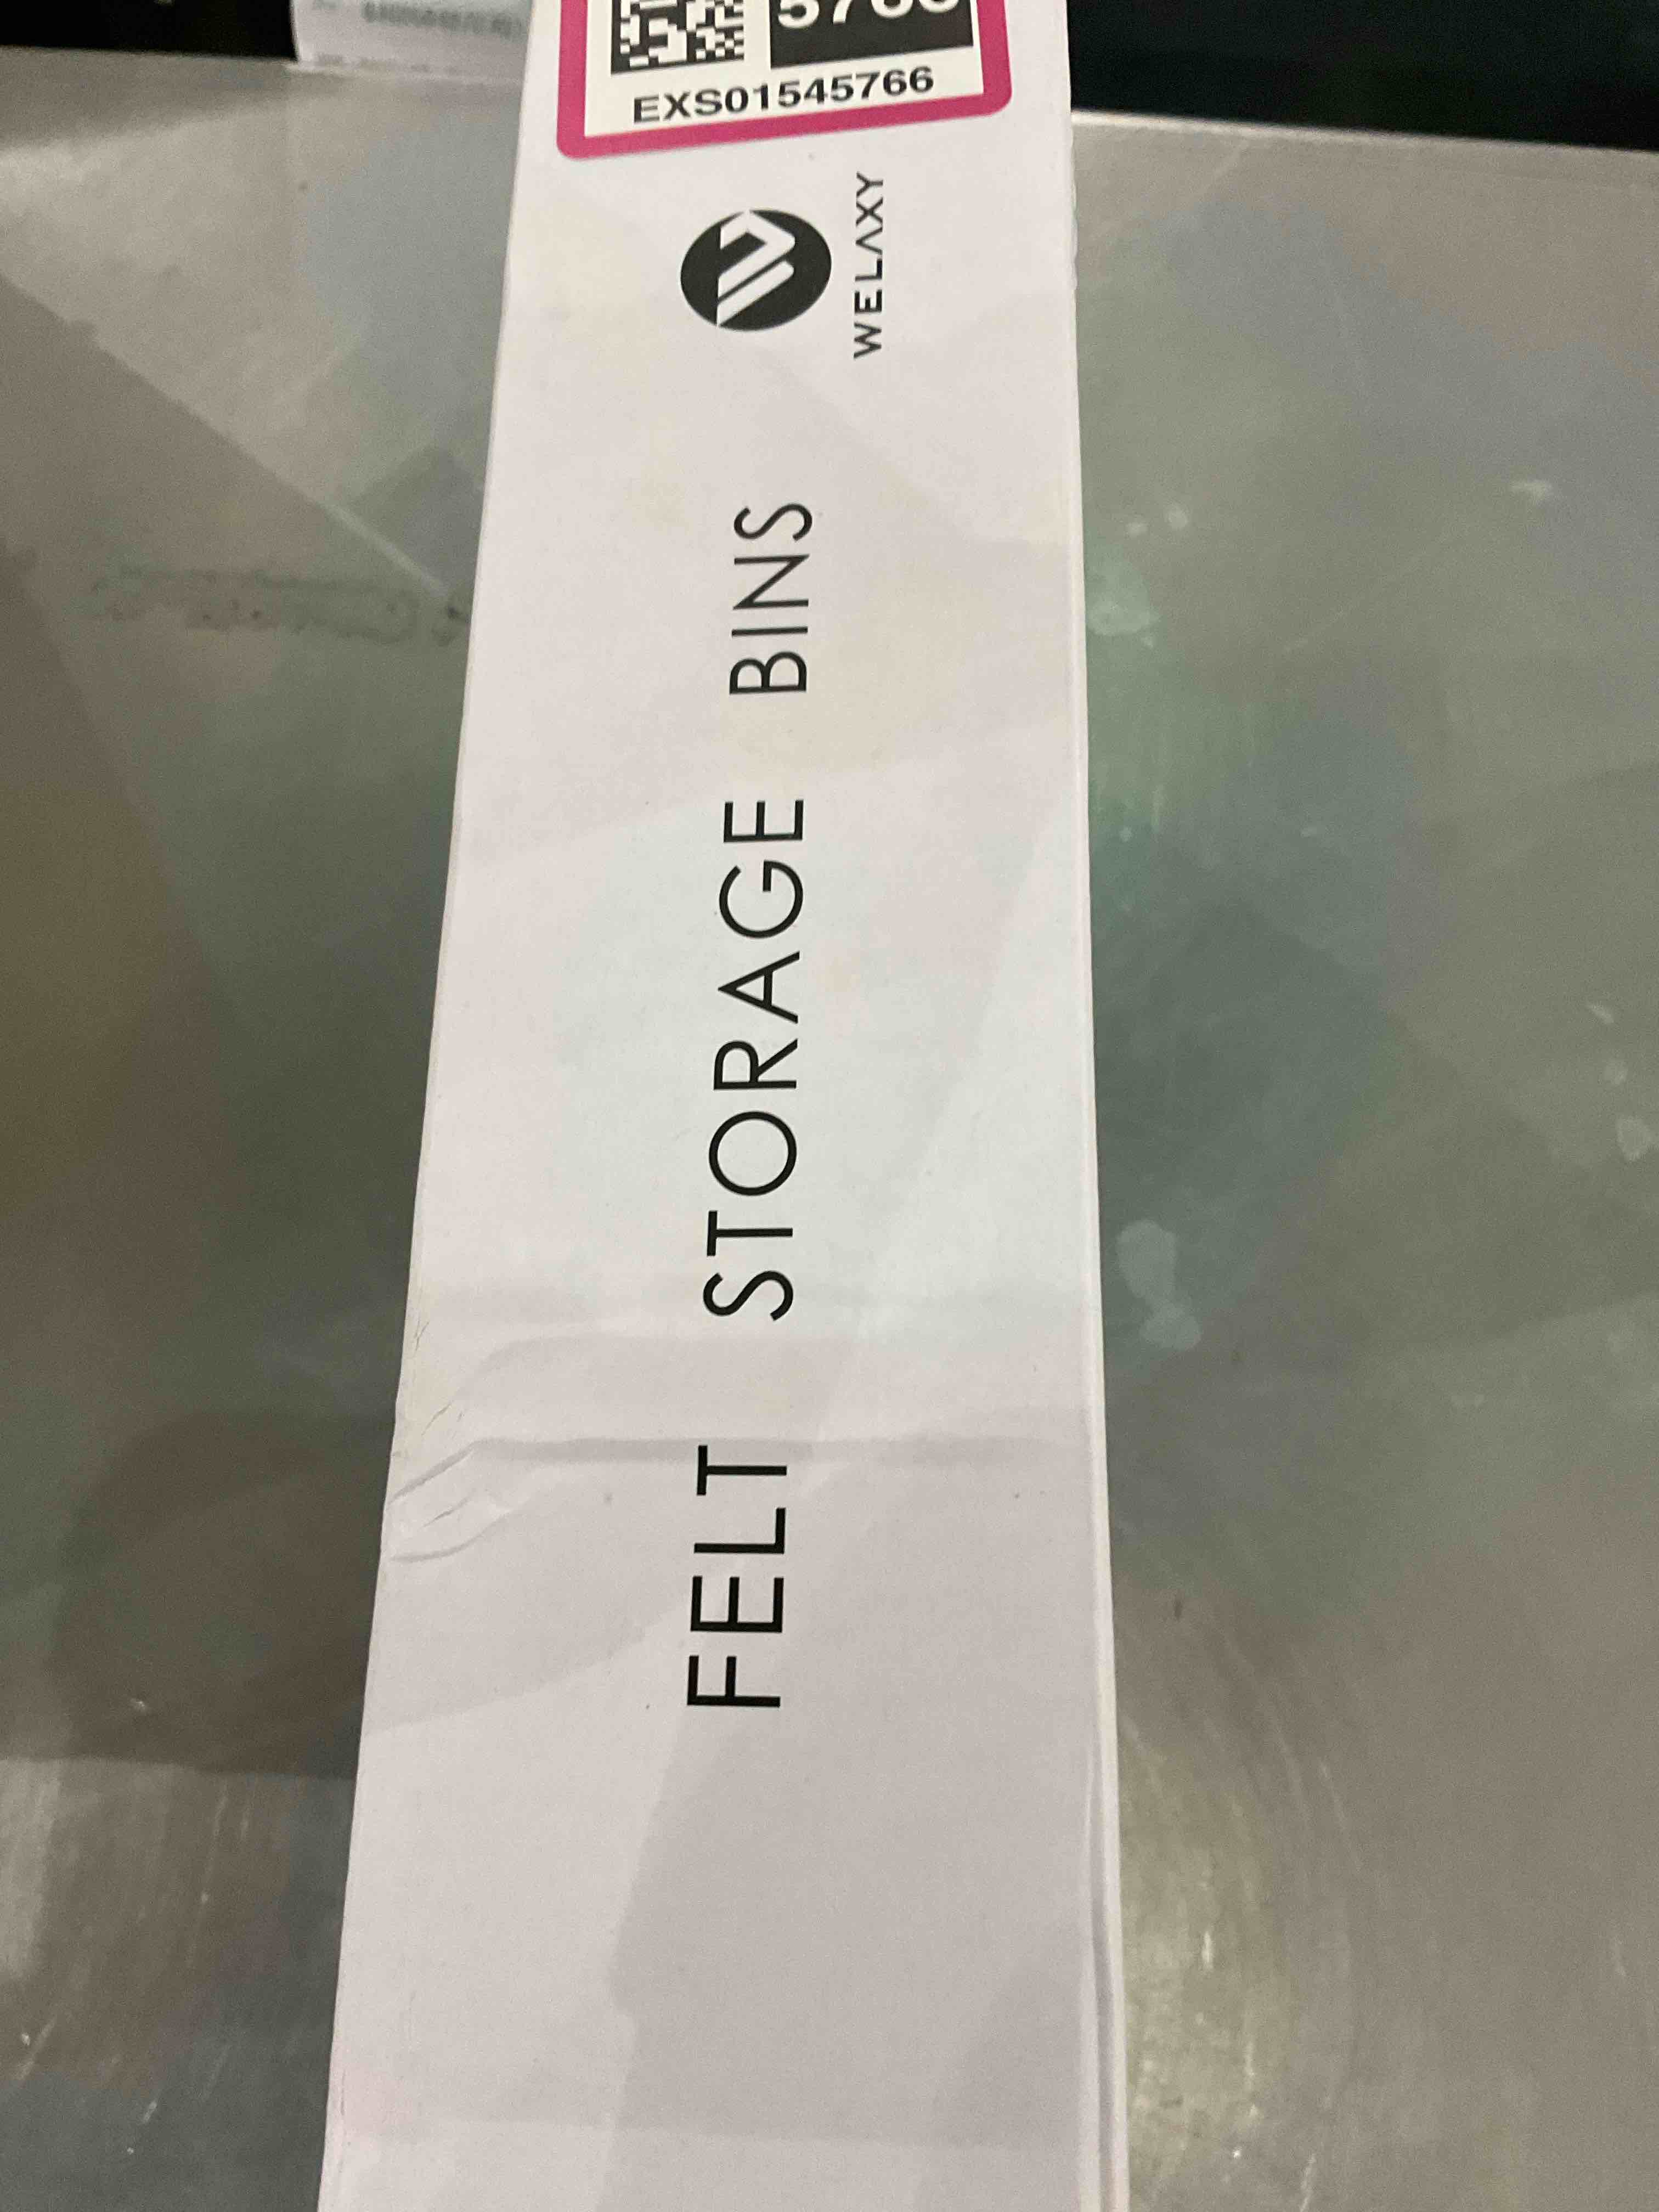 EXS01545766
WELAXY
FELT STORAGE BINS